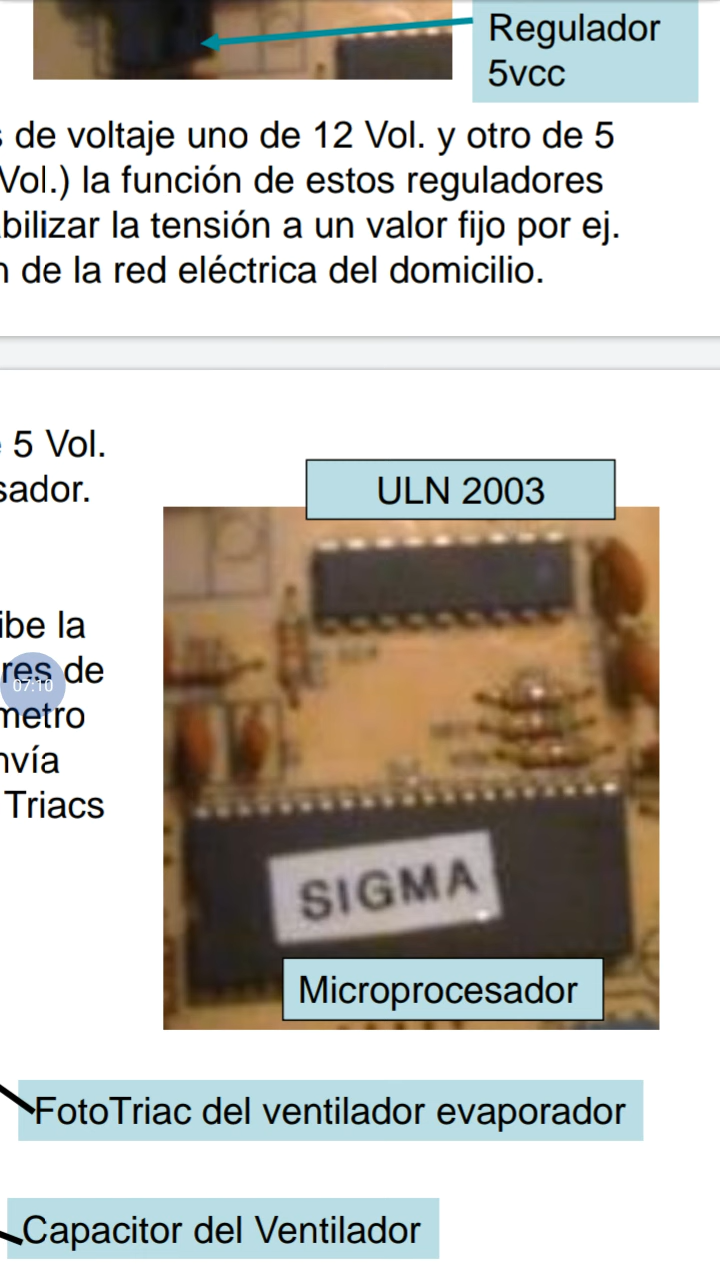 Regulador
5vcc
de voltaje uno de 12 Vol. y otro de 5
Vol.) la función de estos reguladores
bilizar la tensión a un valor fijo por ej.
n de la red eléctrica del domicilio.
5 Vol.
sador.
ULN 2003
ibe la
res de
07:10
metro
nvía
Triacs
SIGMA
Microprocesador
FotoTriac del ventilador evaporador
Capacitor del Ventilador